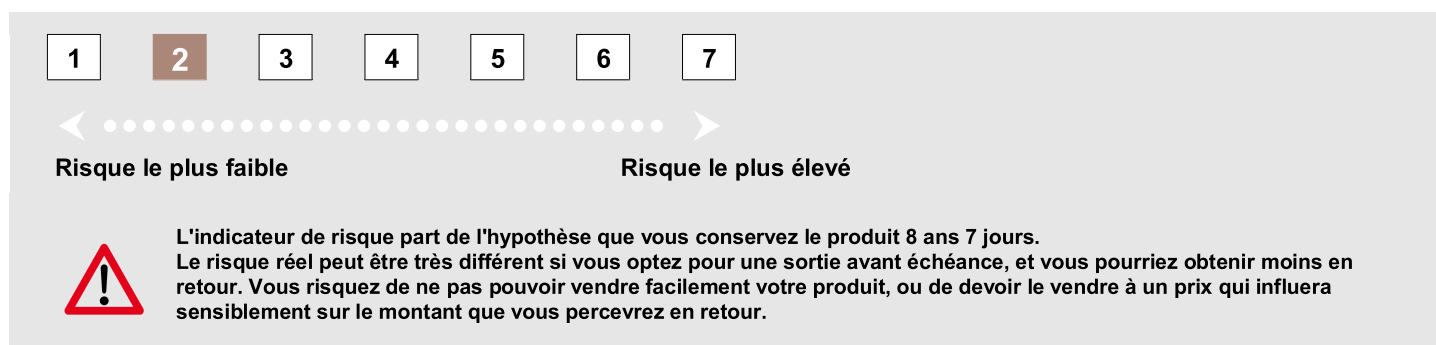 1 2 3 4 5 6 7
Risque le plus faible Risque le plus élevé
L'indicateur de risque part de l'hypothèse que vous conservez le produit 8 ans 7 jours.
Le risque réel peut être très différent si vous optez pour une sortie avant échéance, et vous pourriez obtenir moins en
retour. Vous risquez de ne pas pouvoir vendre facilement votre produit, ou de devoir le vendre à un prix qui influera
sensiblement sur le montant que vous percevrez en retour.